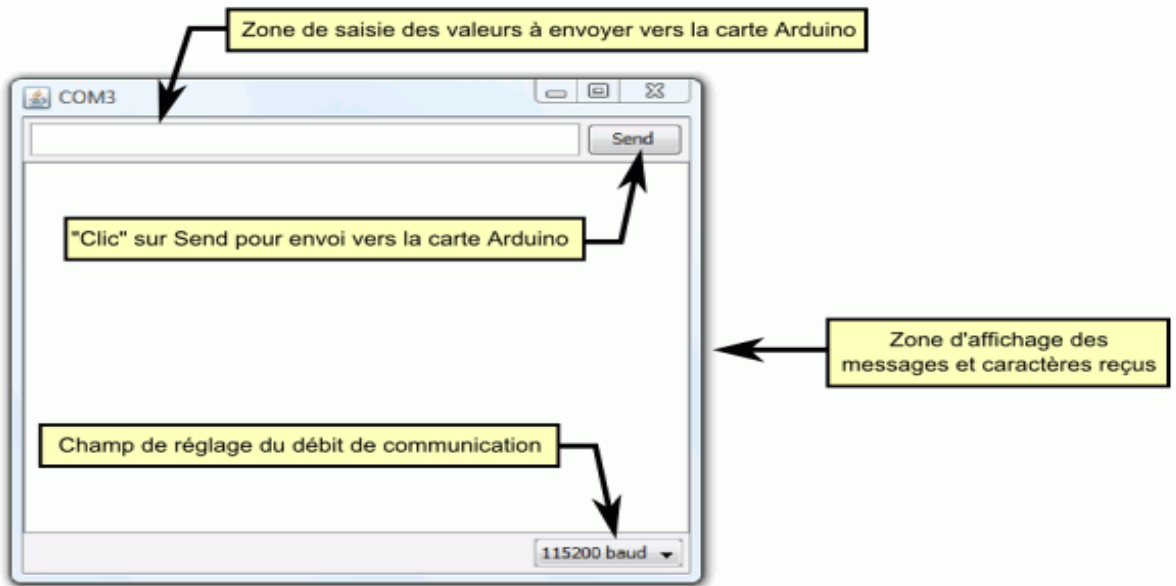 Zone de saisie des valeurs à envoyer vers la carte Arduino
COM3
Send
"Clic" sur Send pour envoi vers la carte Arduino
Zone d'affichage des
messages et caractères reçus
Champ de réglage du débit de communication
115200 baud